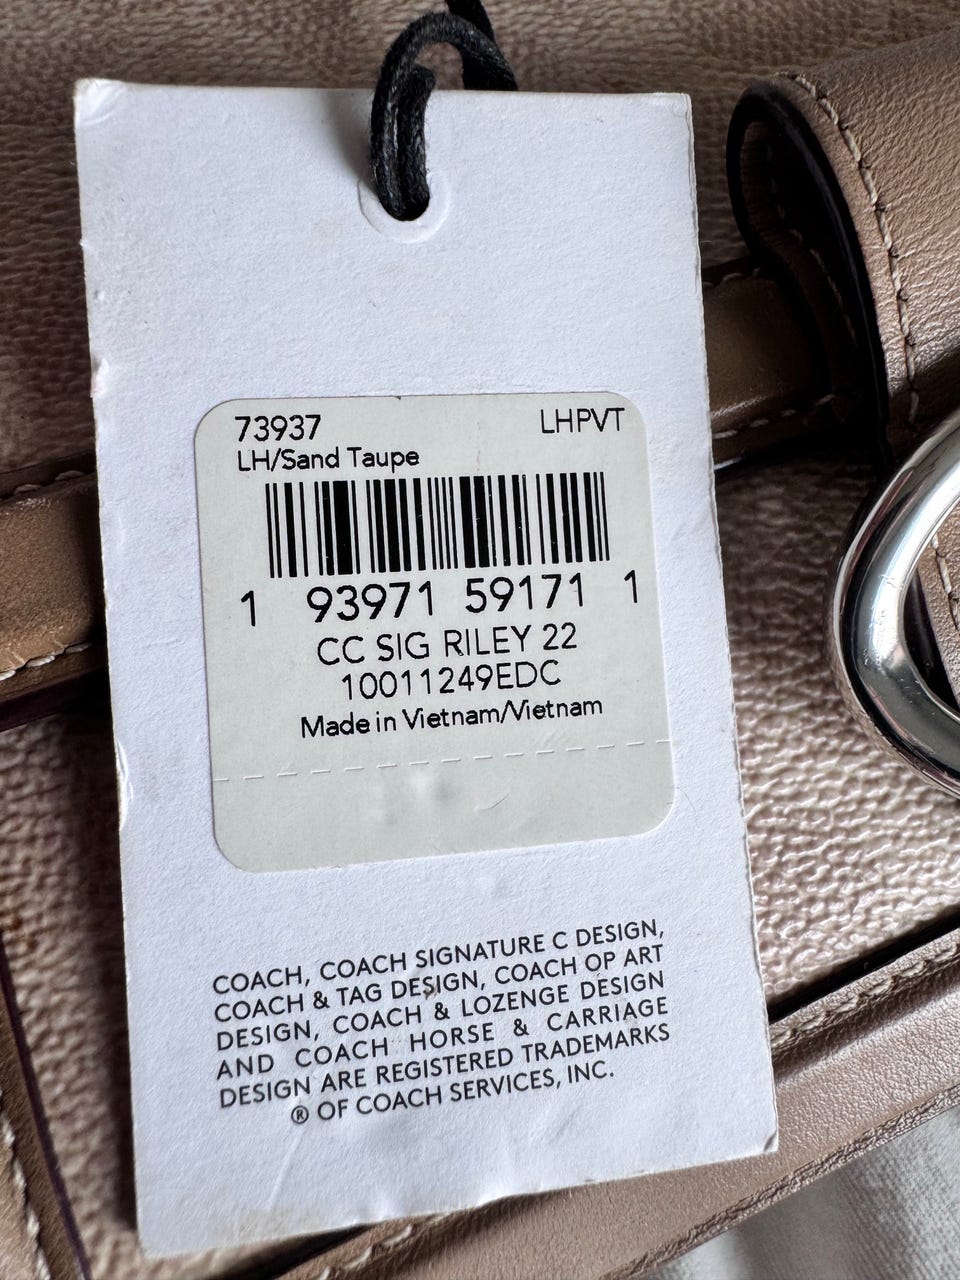 73937 LHPVT
LH/Sand Taupe
1 93971 59171 1
CC SIG RILEY 22
10011249EDC
Made in Vietnam/Vietnam
COACH, COACH SIGNATURE C DESIGN,
COACH & TAG DESIGN, COACH OP ART
DESIGN, COACH & LOZENGE DESIGN
AND COACH HORSE & CARRIAGE
DESIGN ARE REGISTERED TRADEMARKS
® OF COACH SERVICES, INC.